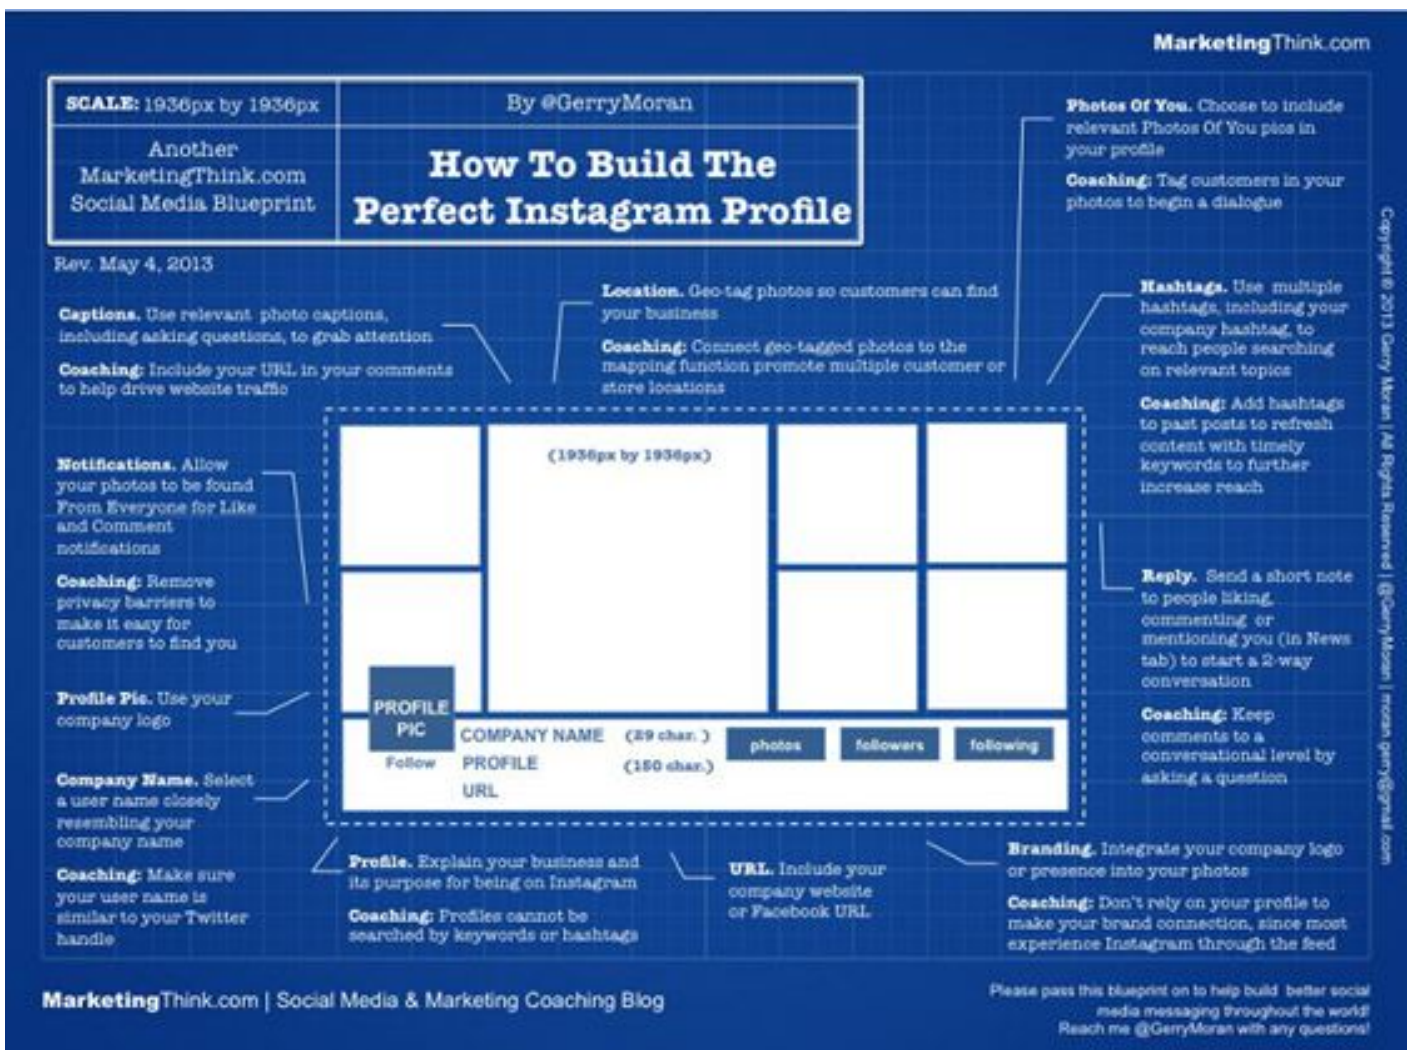 MarketingThink.com
SCALE: 1936px by 1936px
By @GerryMoran
Another
MarketingThink.com
Social Media Blueprint
How To Build The
Perfect Instagram Profile
Rev. May 4, 2013
Photos Of You. Choose to include
relevant Photos Of You pics in
your profile
Coaching: Tag customers in your
photos to begin a dialogue
Captions. Use relevant photo captions,
including asking questions, to grab attention
Coaching: Include your URL in your comments
to help drive website traffic
Location. Geo-tag photos so customers can find
your business
Coaching: Connect geo-tagged photos to the
mapping function promote multiple customer or
store locations
Hashtags. Use multiple
hashtags, including your
company hashtag, to
reach people searching
on relevant topics
Coaching: Add hashtags
to past posts to refresh
content with timely
keywords to further
increase reach
Notifications. Allow
your photos to be found
From Everyone for Like
and Comment
notifications
Coaching: Remove
privacy barriers to
make it easy for
customers to find you
(1936px by 1936px)
Reply. Send a short note
to people liking,
commenting or
mentioning you (in News
tab) to start a 2-way
conversation
Coaching: Keep
comments to a
conversational level by
asking a question
Profile Pic. Use your
company logo
PROFILE
PIC
Follow
COMPANY NAME (29 char. )
PROFILE (150 char.)
URL
photos
followers
following
Company Name. Select
a user name closely
resembling your
company name
Coaching: Make sure
your user name is
similar to your Twitter
handle
Profile. Explain your business and
its purpose for being on Instagram
Coaching: Profiles cannot be
searched by keywords or hashtags
URL. Include your
company website
or Facebook URL
Branding. Integrate your company logo
or presence into your photos
Coaching: Don't rely on your profile to
make your brand connection, since most
experience Instagram through the feed
Copyright © 2013 Gerry Moran | All Rights Reserved | @GerryMoran | moran.gerry@gmail.com
MarketingThink.com | Social Media & Marketing Coaching Blog
Please pass this blueprint on to help build better social
media messaging throughout the world!
Reach me @GerryMoran with any questions!